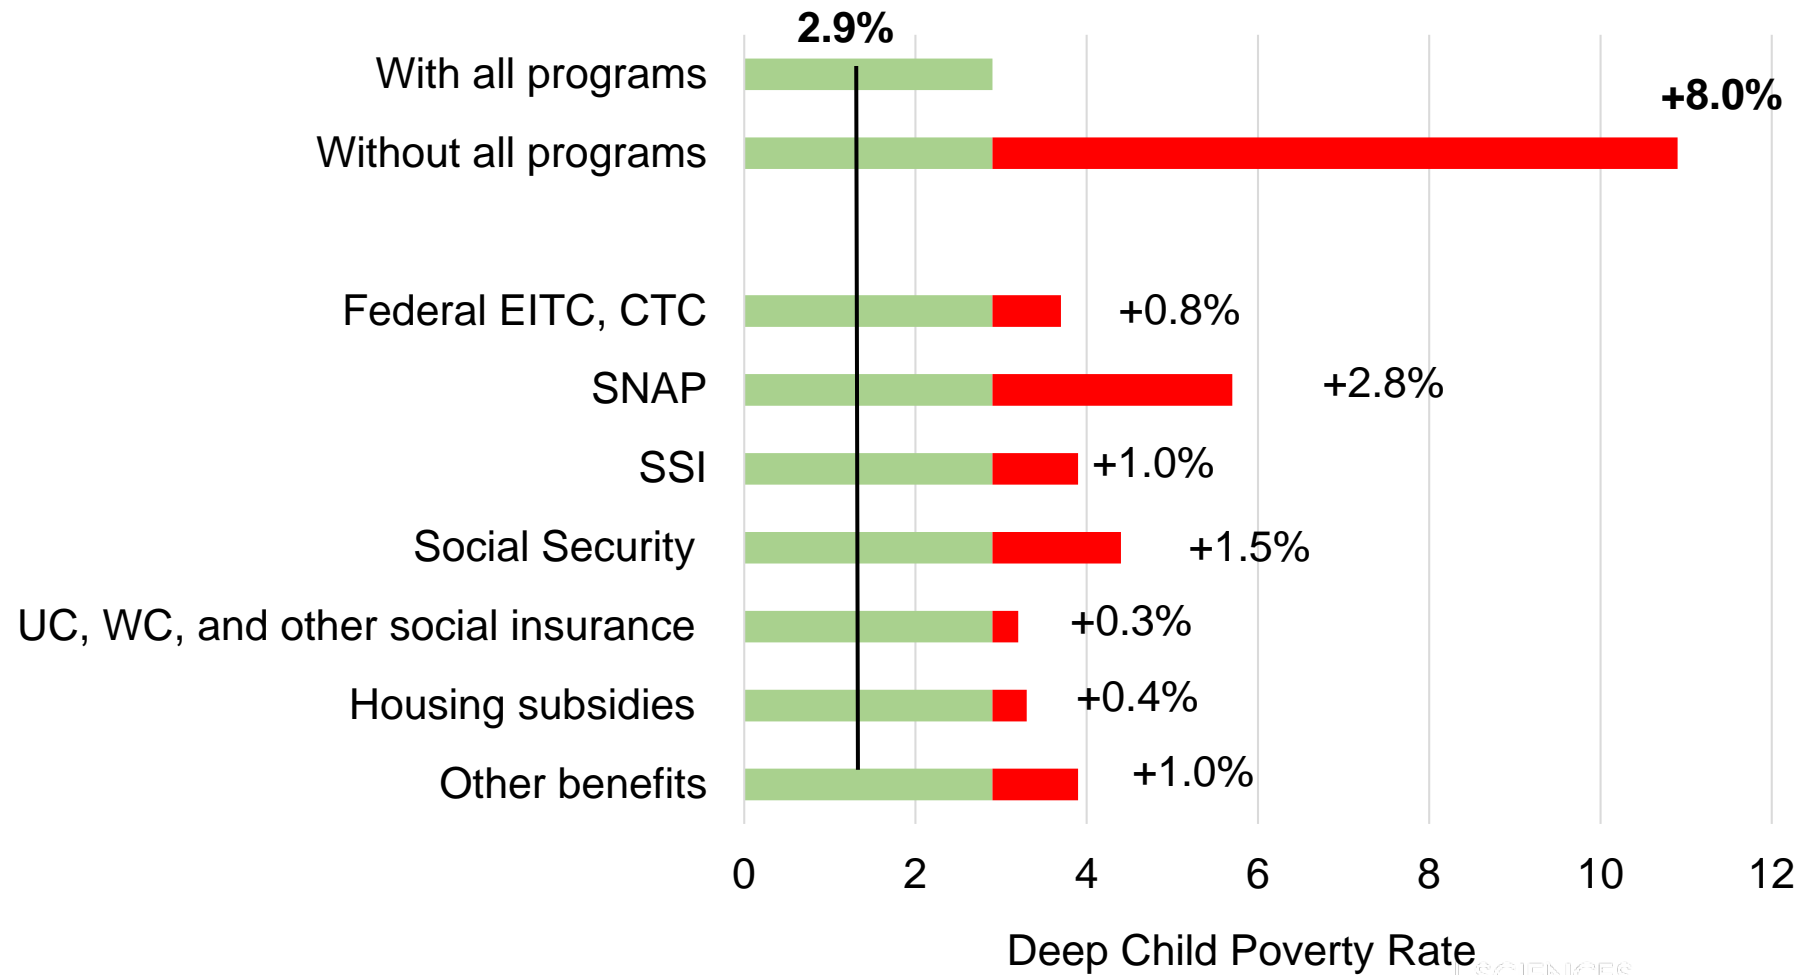 2.9%
With all programs
+8.0%
Without all programs
Federal EITC, CTC
+0.8%
SNAP
+2.8%
SSI
+1.0%
Social Security
+1.5%
UC, WC, and other social insurance
+0.3%
Housing subsidies
+0.4%
Other benefits
+1.0%
0 2 4 6 8 10 12
Deep Child Poverty Rate